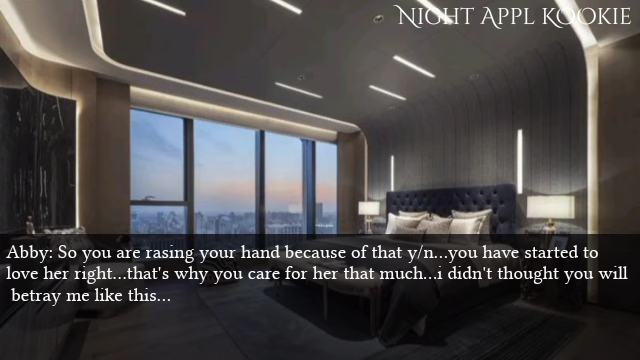 Night Appl Kookie
Abby: So you are rasing your hand because of that y/n...you have started to
love her right...that's why you care for her that much...i didn't thought you will
betray me like this...